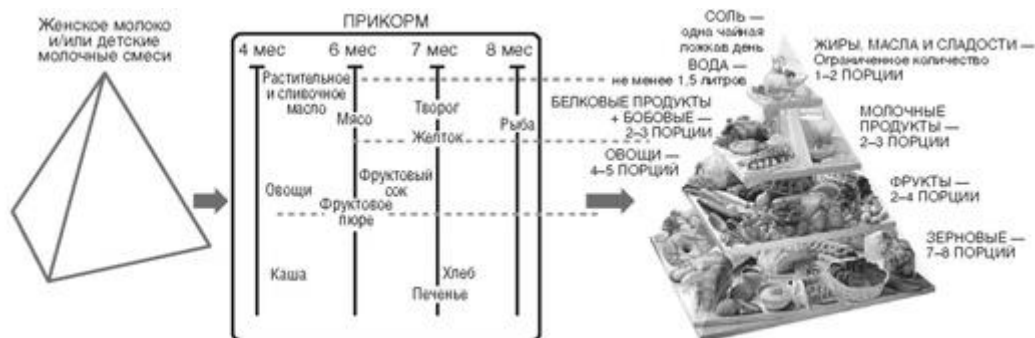 Женское молоко
и/или детские
молочные смеси
ПРИКОРМ
4 мес 6 мес 7 мес 8 мес
Растительное
и сливочное
масло
Мясо
Творог
Желток
Рыба
Овощи
Фруктовый
сок
Фруктовое
пюре
Каша
Хлеб
Печенье
СОЛЬ —
одна чайная
ложкав день
ВОДА —
не менее 1,5 литров
БЕЛКОВЫЕ ПРОДУКТЫ
+ БОБОВЫЕ —
2–3 ПОРЦИИ
ОВОЩИ —
4–5 ПОРЦИЙ
ЖИРЫ, МАСЛА И СЛАДОСТИ —
Ограниченное количество
1–2 ПОРЦИИ
МОЛОЧНЫЕ
ПРОДУКТЫ —
2–3 ПОРЦИИ
ФРУКТЫ —
2–4 ПОРЦИИ
ЗЕРНОВЫЕ —
7–8 ПОРЦИЙ